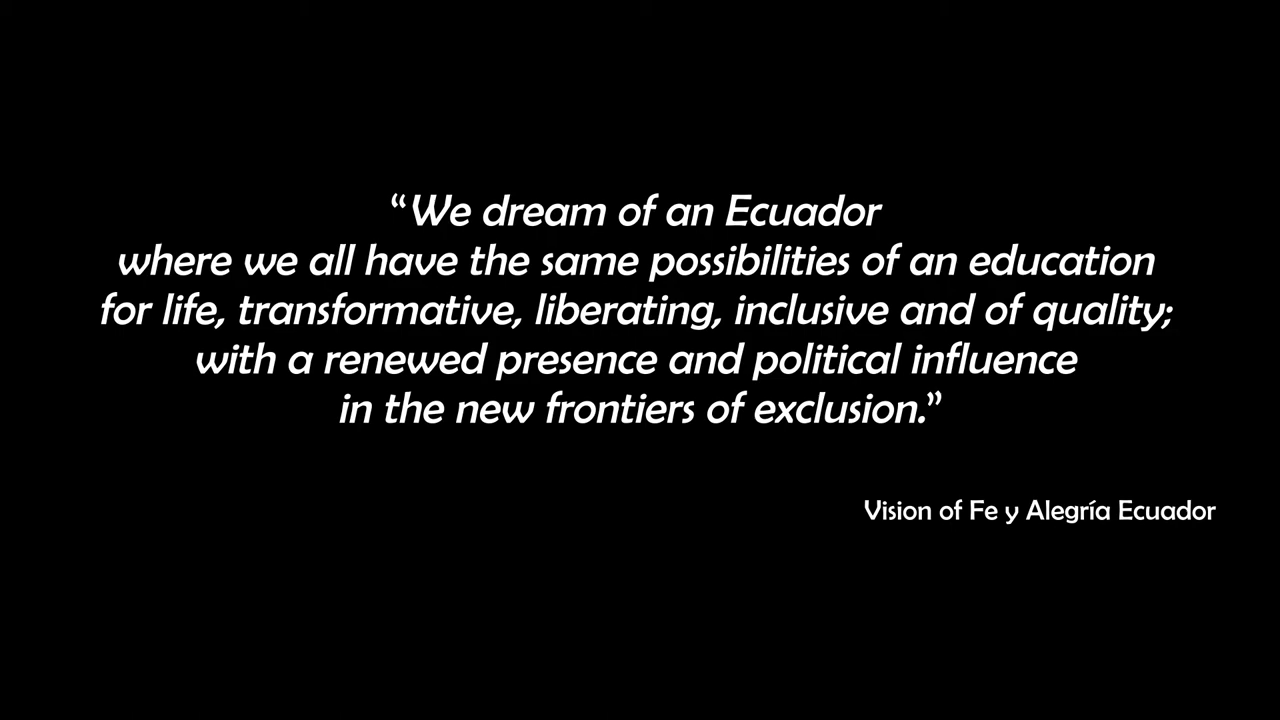 “We dream of an Ecuador
where we all have the same possibilities of an education
for life, transformative, liberating, inclusive and of quality;
with a renewed presence and political influence
in the new frontiers of exclusion.”
Vision of Fe y Alegría Ecuador